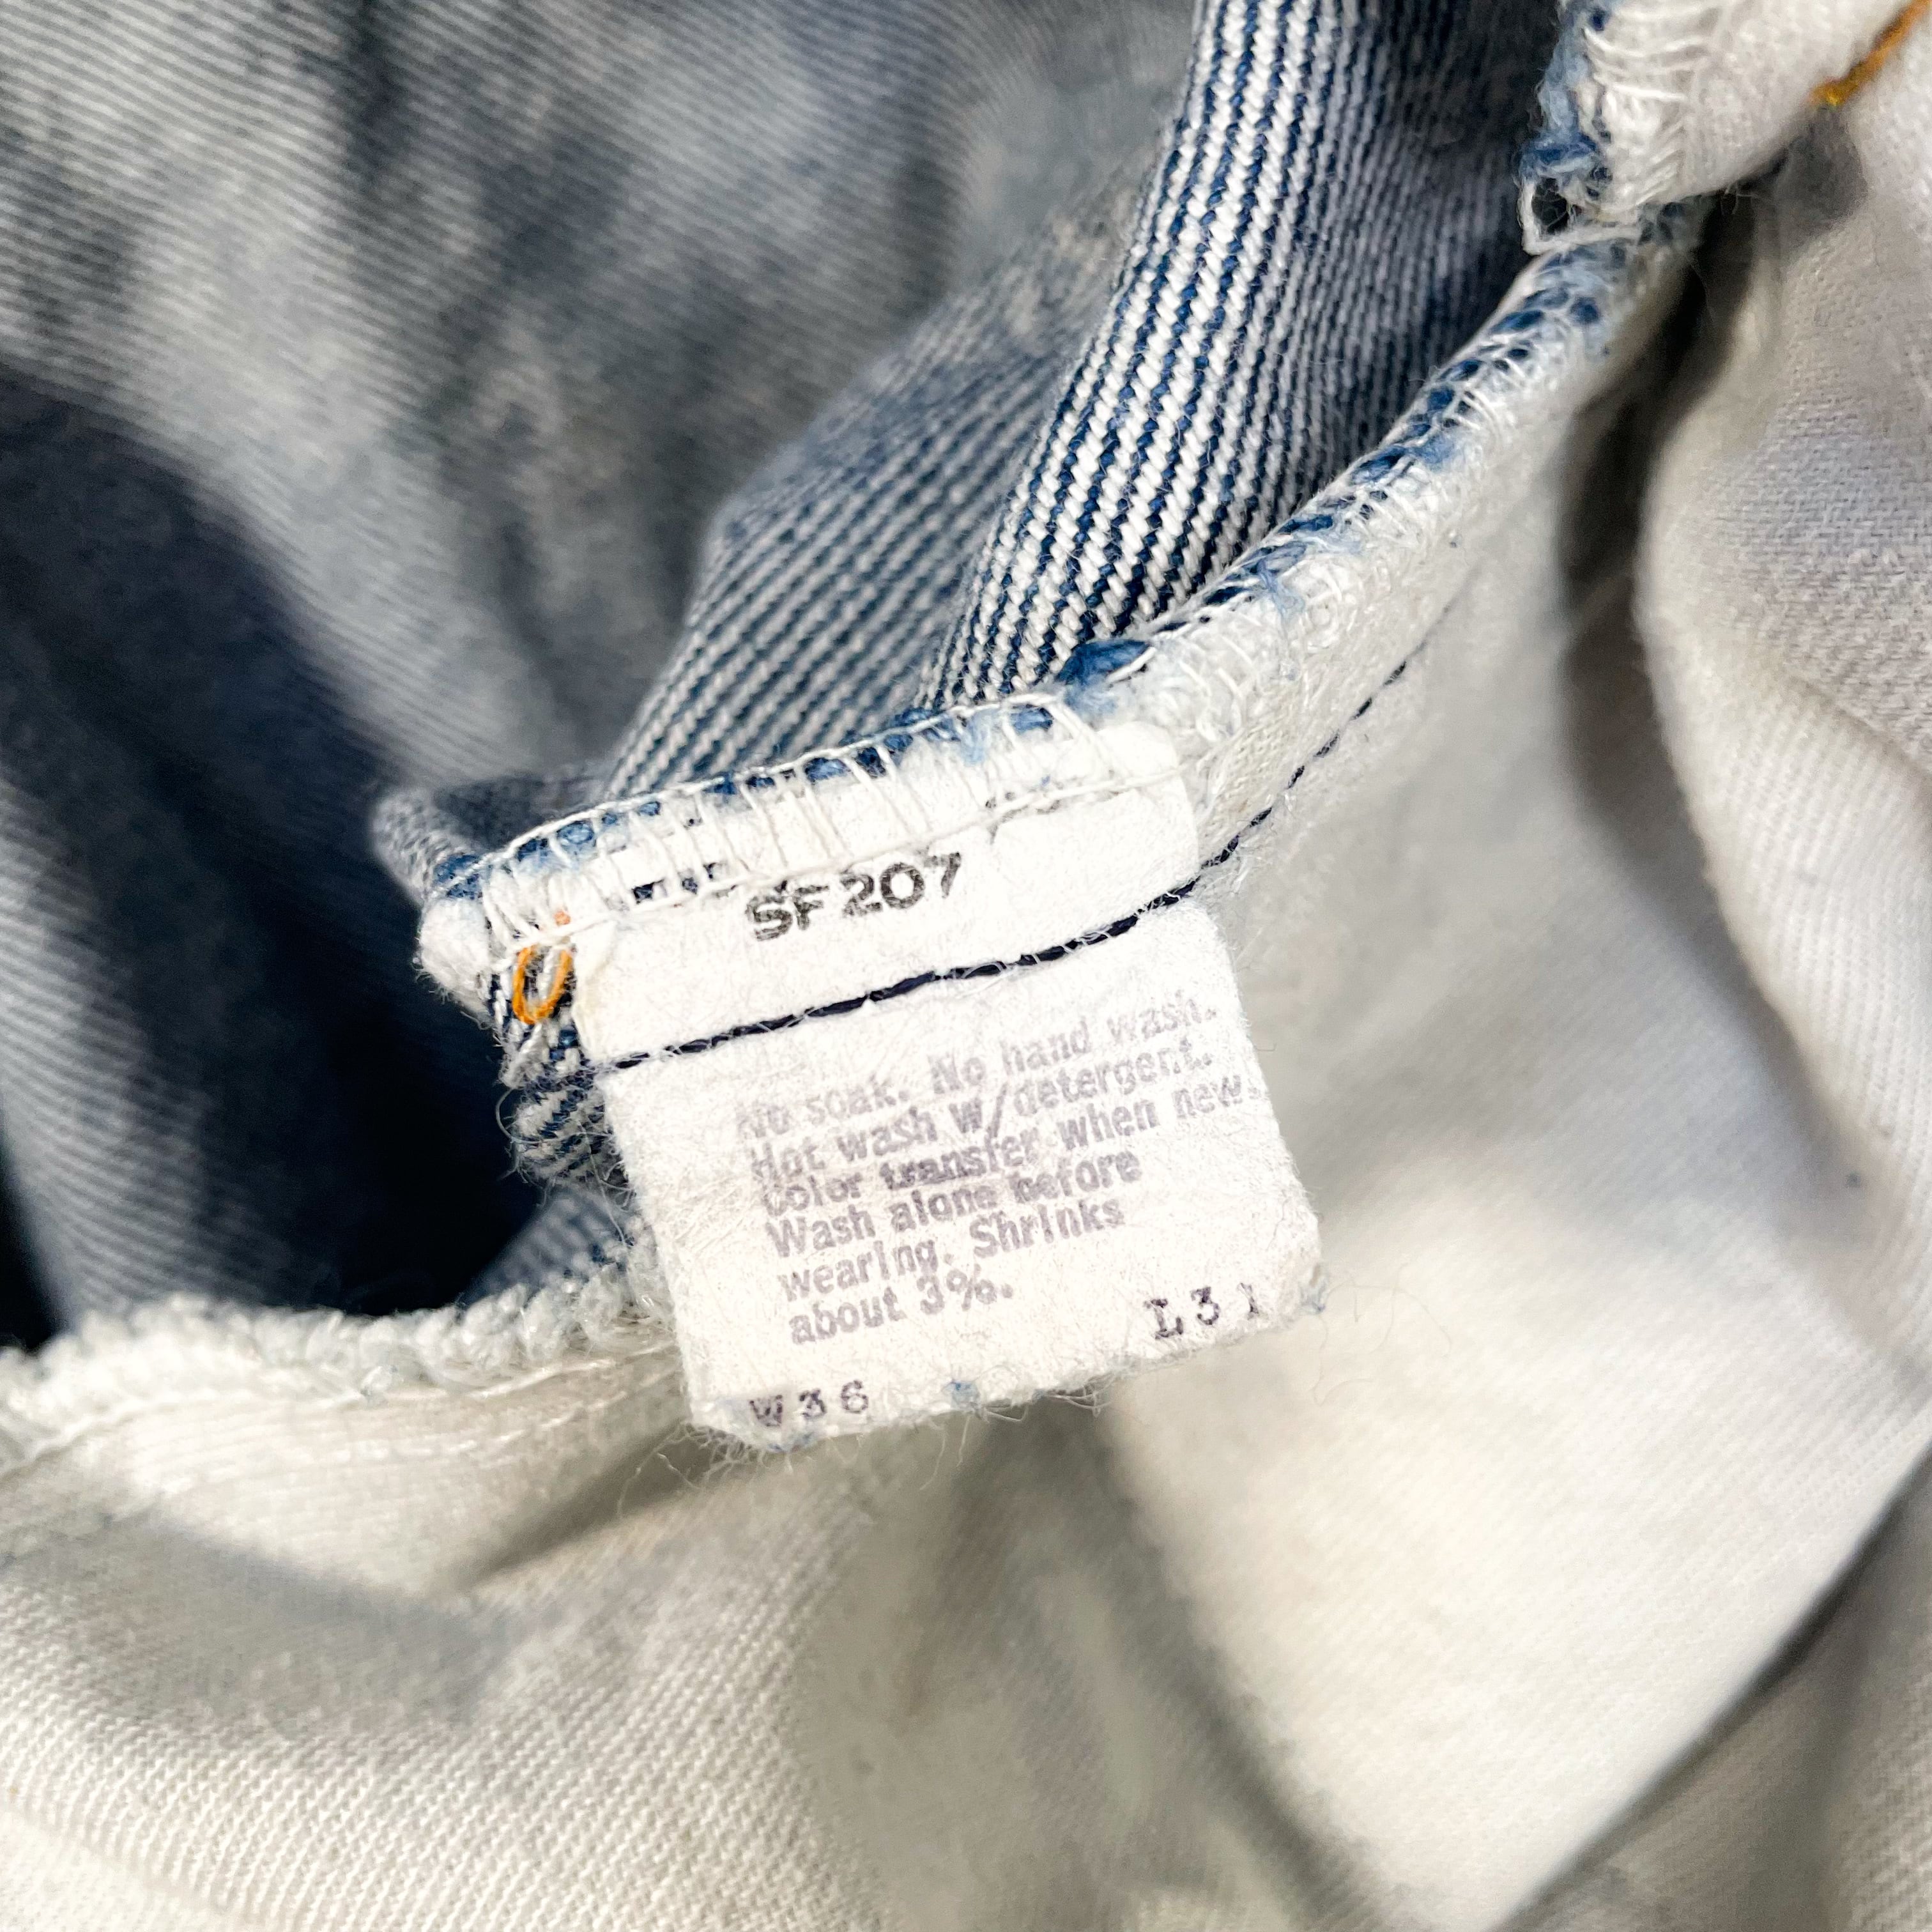 SF207
No soak. No hand wash.
Hot wash W/detergent.
Color transfer when new.
Wash alone before
wearing. Shrinks
about 3%.
L31
W36